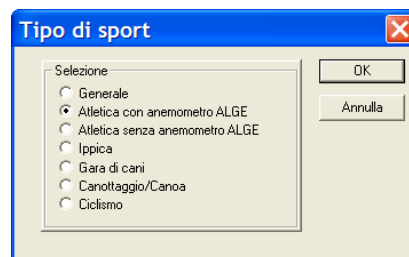 Tipo di sport
Selezione
Generale
Atletica con anemometro ALGE
Atletica senza anemometro ALGE
Ippica
Gara di cani
Canottaggio/Canoa
Ciclismo
OK
Annulla